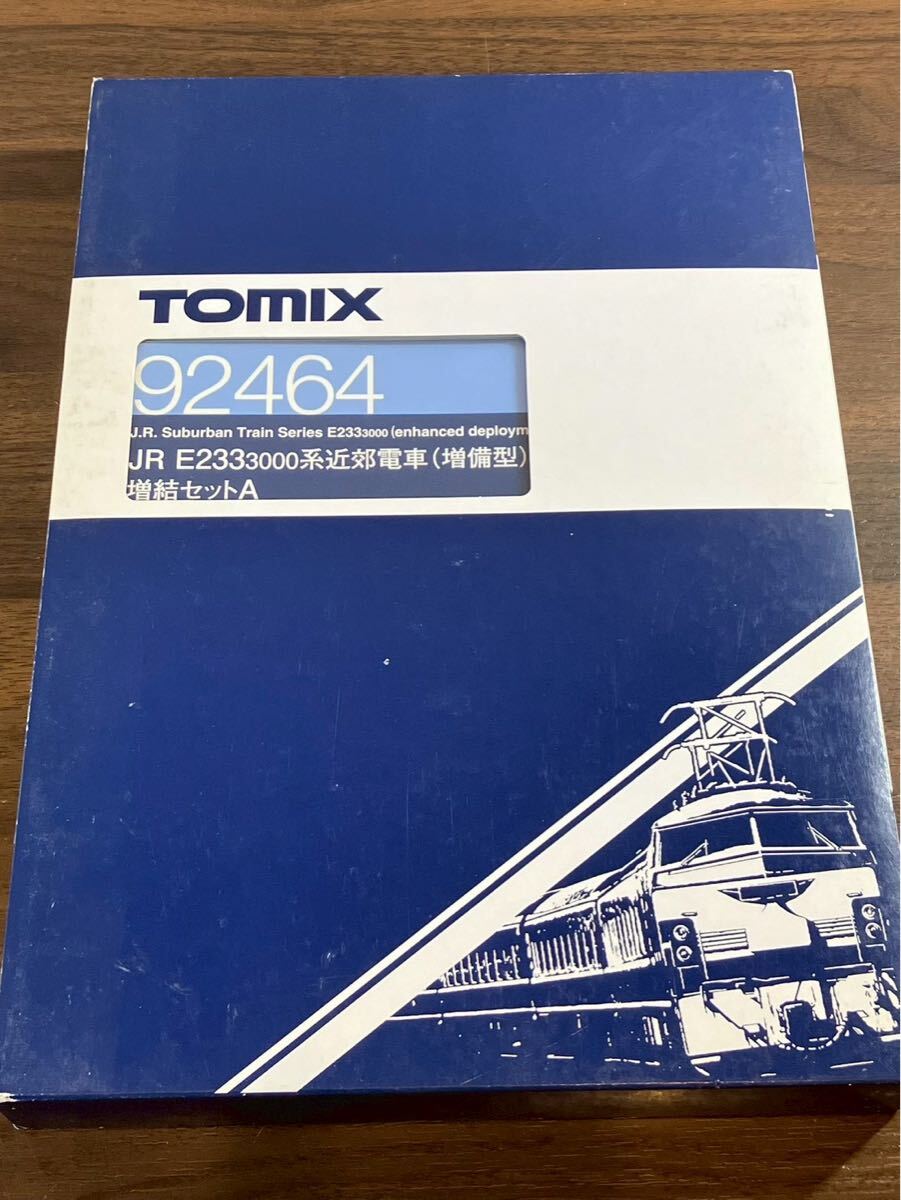 TOMIX
92464
J.R. Suburban Train Series E2333000 (enhanced deploym
JR E2333000系近郊電車(増備型)
増結セットA